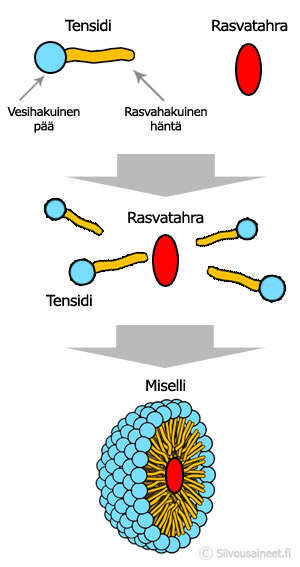 Tensidi
Rasvatahra
Vesihakuinen
pää
Rasvahakuinen
häntä
Rasvatahra
Tensidi
Miselli
© Siivousaineet.fi